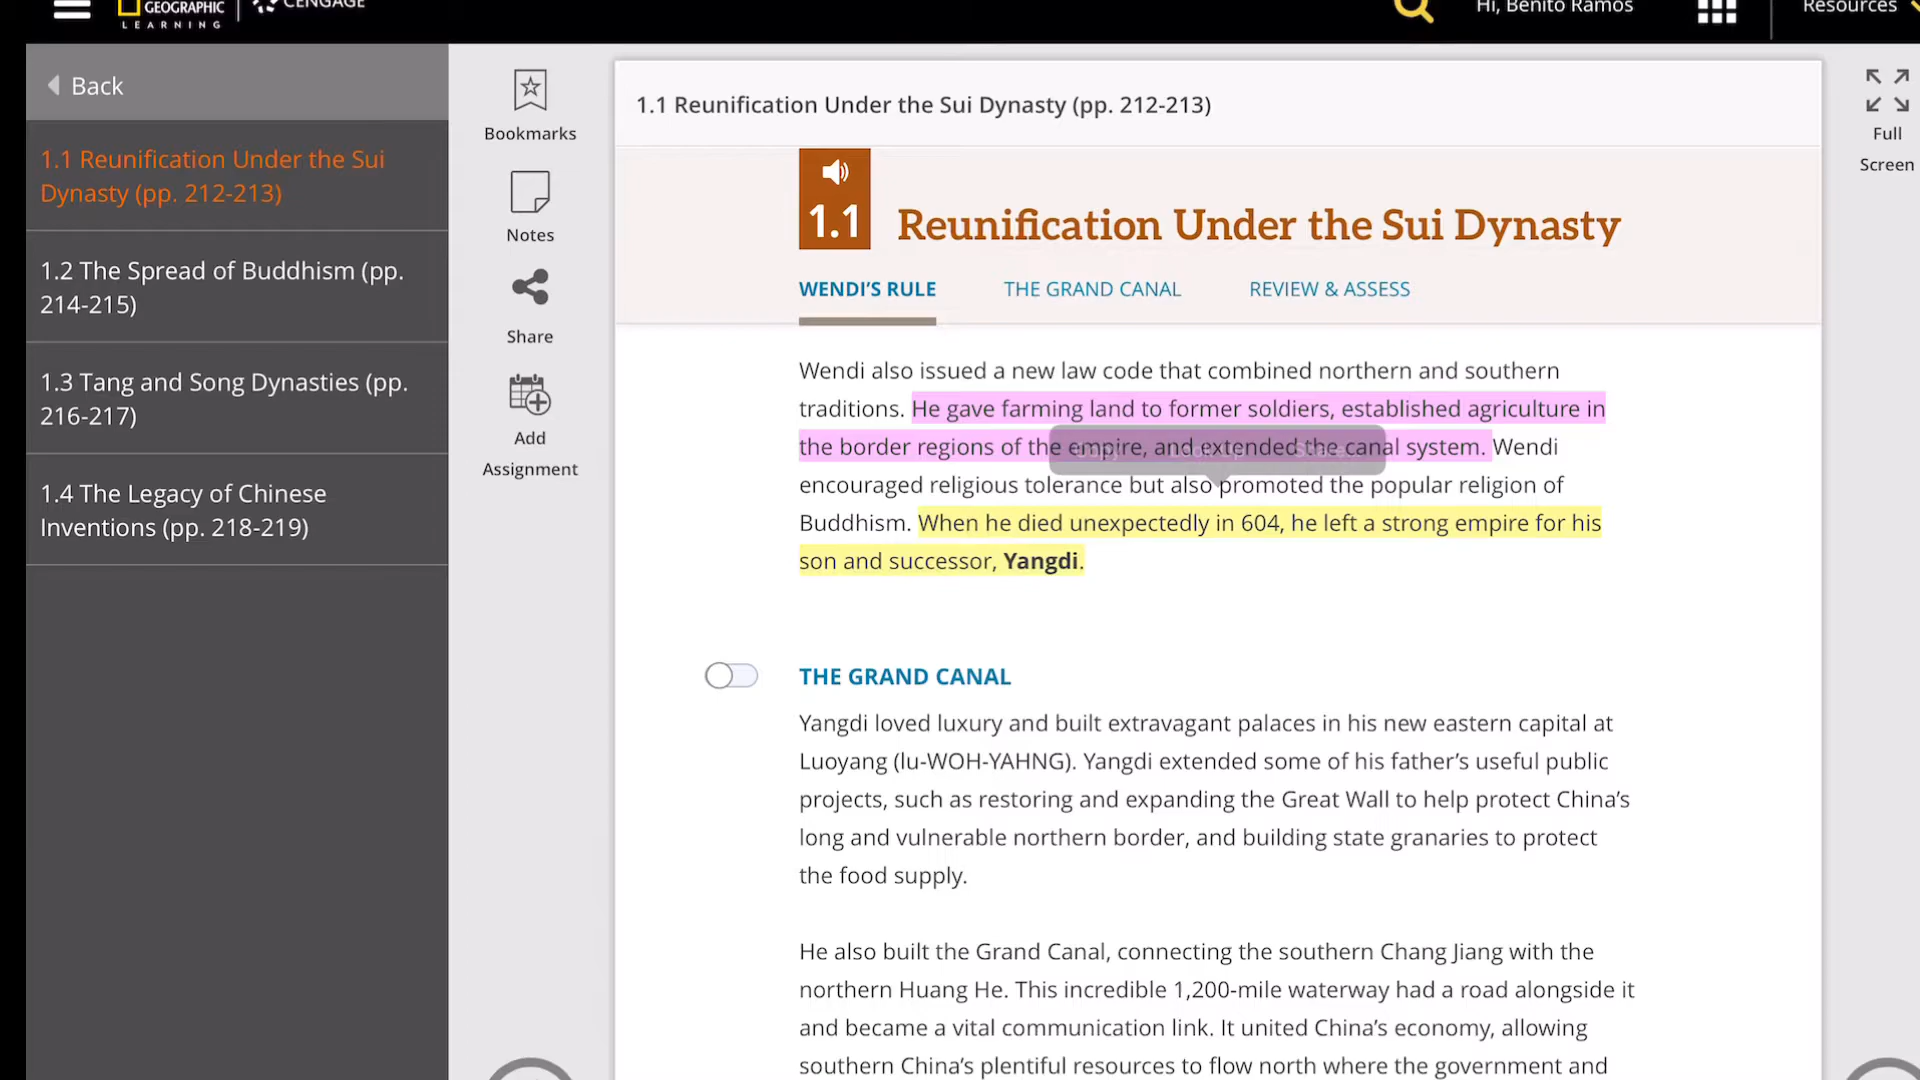 GEOGRAPHIC
LEARNING
CENGAGE
Hi, Benito Ramos
Resources
Back
1.1 Reunification Under the Sui
Dynasty (pp. 212-213)
1.2 The Spread of Buddhism (pp.
214-215)
1.3 Tang and Song Dynasties (pp.
216-217)
1.4 The Legacy of Chinese
Inventions (pp. 218-219)
Bookmarks
Notes
Share
Add
Assignment
1.1 Reunification Under the Sui Dynasty (pp. 212-213)
1.1 Reunification Under the Sui Dynasty
WENDI'S RULE THE GRAND CANAL REVIEW & ASSESS
Wendi also issued a new law code that combined northern and southern
traditions. He gave farming land to former soldiers, established agriculture in
the border regions of the empire, and extended the canal system. Wendi
encouraged religious tolerance but also promoted the popular religion of
Buddhism. When he died unexpectedly in 604, he left a strong empire for his
son and successor, Yangdi.
THE GRAND CANAL
Yangdi loved luxury and built extravagant palaces in his new eastern capital at
Luoyang (lu-WOH-YAHNG). Yangdi extended some of his father's useful public
projects, such as restoring and expanding the Great Wall to help protect China's
long and vulnerable northern border, and building state granaries to protect
the food supply.
He also built the Grand Canal, connecting the southern Chang Jiang with the
northern Huang He. This incredible 1,200-mile waterway had a road alongside it
and became a vital communication link. It united China's economy, allowing
southern China's plentiful resources to flow north where the government and
Full
Screen